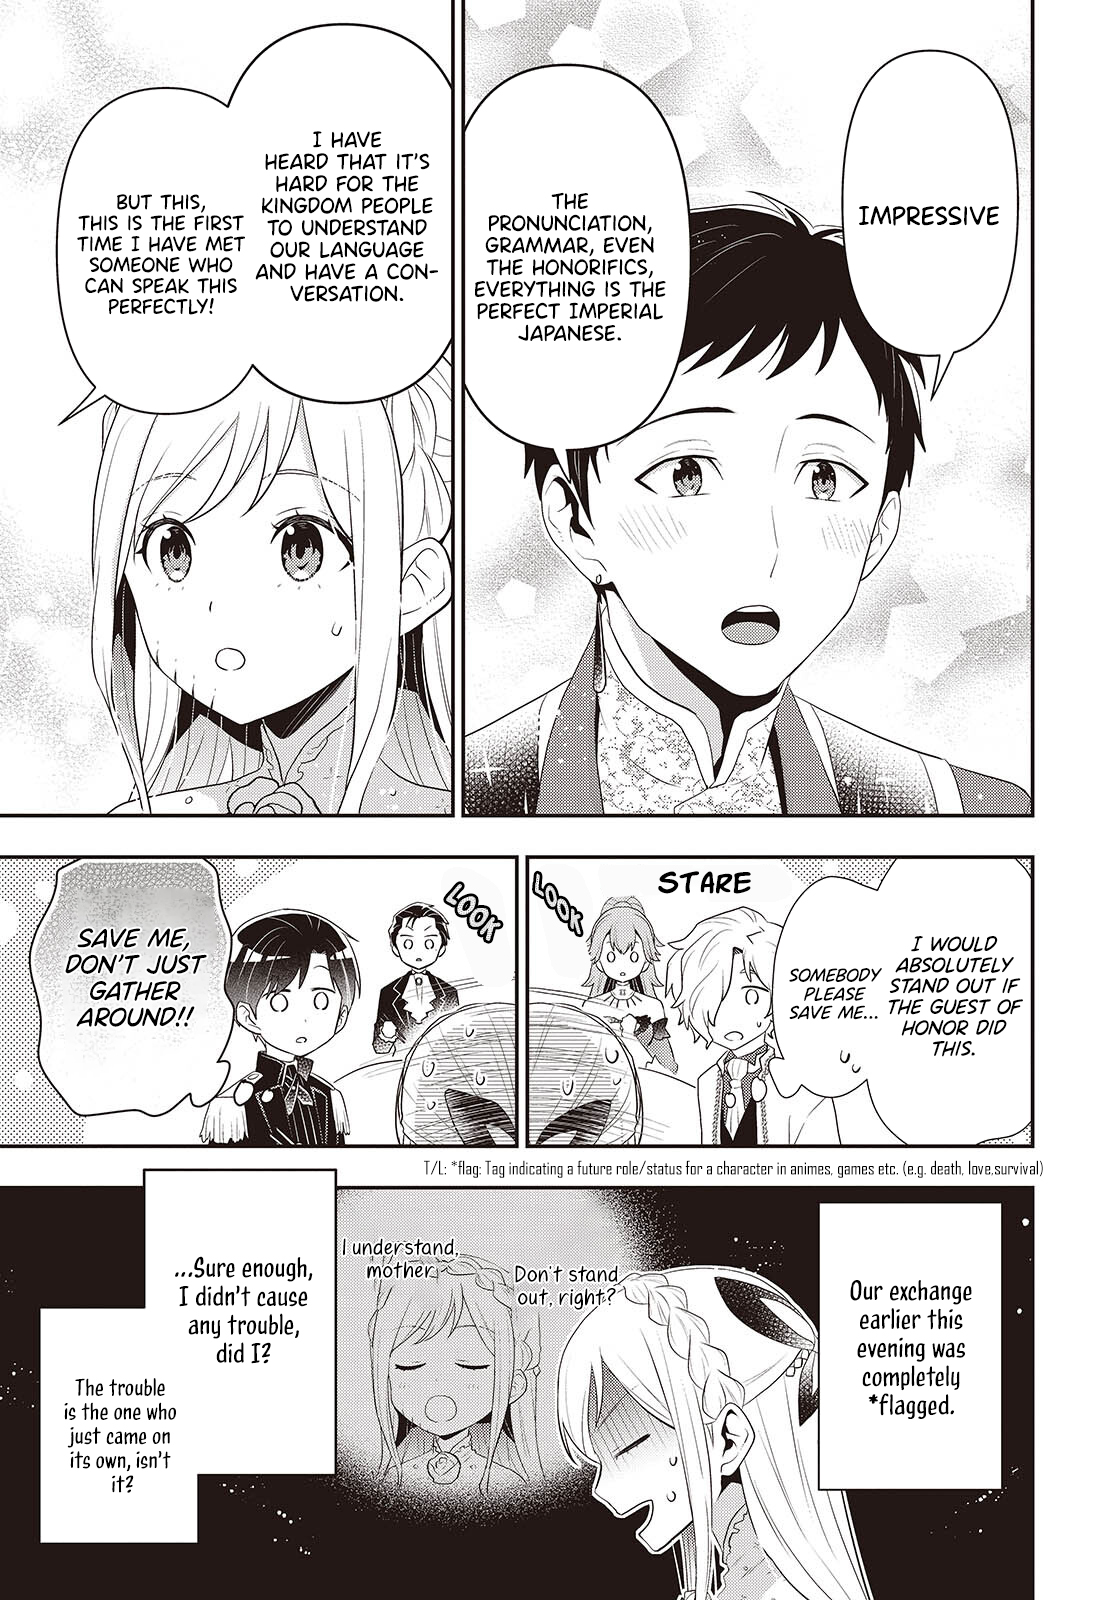 IMPRESSIVE
THE
PRONUNCIATION,
GRAMMAR, EVEN
THE HONORIFICS,
EVERYTHING IS THE
PERFECT IMPERIAL
JAPANESE.
I HAVE
HEARD THAT IT'S
HARD FOR THE
KINGDOM PEOPLE
TO UNDERSTAND
OUR LANGUAGE
AND HAVE A CON-
VERSATION.
BUT THIS,
THIS IS THE FIRST
TIME I HAVE MET
SOMEONE WHO
CAN SPEAK THIS
PERFECTLY!
I WOULD
ABSOLUTELY
STAND OUT IF
THE GUEST OF
HONOR DID
THIS.
SOMEBODY
PLEASE
SAVE ME...
STARE
LOOK
LOOK
SAVE ME,
DON'T JUST
GATHER
AROUND!!
T/L: *flag: Tag indicating a future role/status for a character in animes, games etc. (e.g. death, love,survival)
Our exchange
earlier this
evening was
completely
*flagged.
Don't stand
out, right?
I understand,
mother.
...Sure enough,
I didn't cause
any trouble,
did I?
The trouble
is the one who
just came on
its own, isn't
it?